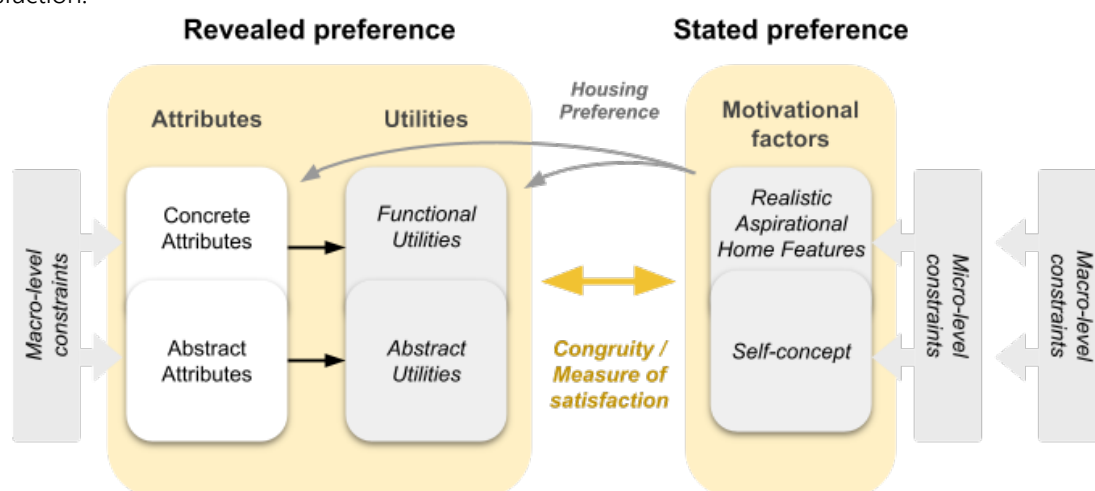 sfaction.
Revealed preference
Stated preference
Attributes
Utilities
Housing
Preference
Motivational
factors
Macro-level
constraints
Concrete
Attributes
Functional
Utilities
Realistic
Aspirational
Home Features
Abstract
Attributes
Abstract
Utilities
Congruity /
Measure of
satisfaction
Self-concept
Micro-level
constraints
Macro-level
constraints